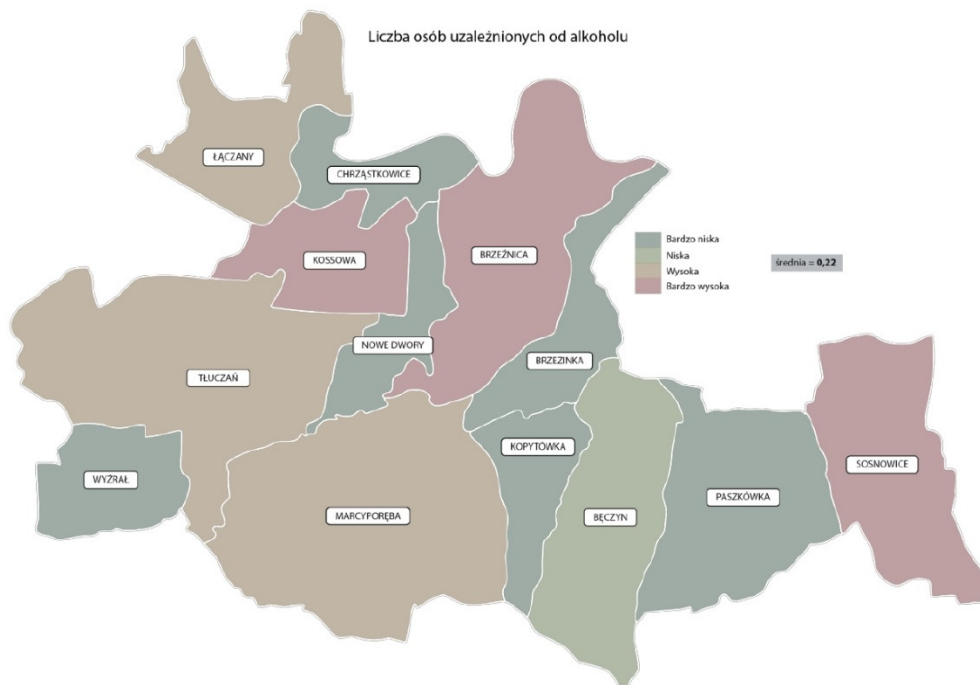 Liczba osób uzależnionych od alkoholu
ŁĄCZANY
CHRZĄSTKOWICE
KOSSOWA
BRZEŹNICA
Bardzo niska
Niska
Wysoka
Bardzo wysoka
średnia = 0,22
NOWE DWORY
BRZEZINKA
TŁUCZAŃ
KOPYTÓWKA
SOSNOWICE
WYŹRAŁ
PASZKÓWKA
MARCYPORĘBA
BĘCZYN